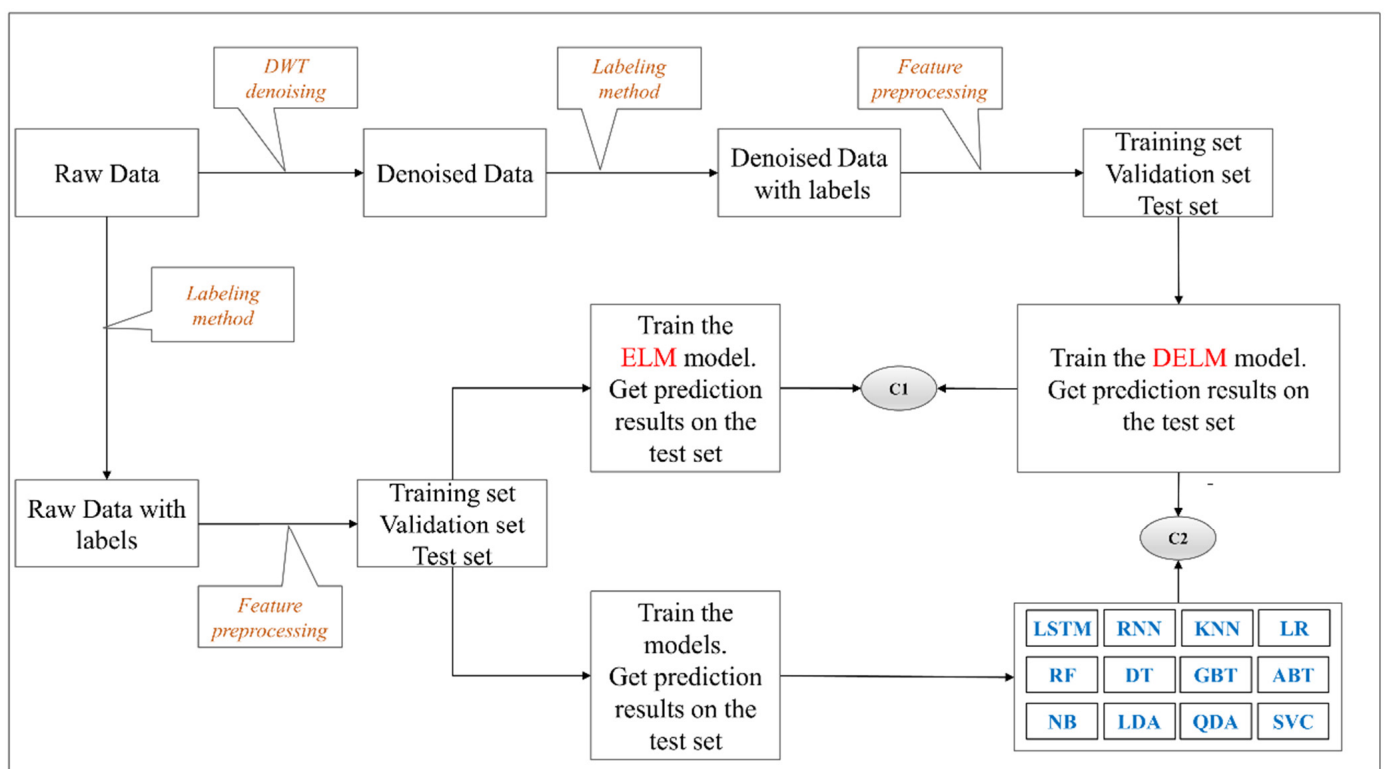 DWT
denoising
Labeling
method
Feature
preprocessing
Raw Data
Denoised Data
Denoised Data
with labels
Training set
Validation set
Test set
Labeling
method
Train the
ELM model.
Get prediction
results on the
test set
C1
Train the DELM model.
Get prediction results on
the test set
-
Raw Data with
labels
Training set
Validation set
Test set
C2
Feature
preprocessing
Train the
models.
Get prediction
results on the
test set
LSTM RNN KNN LR
RF DT GBT ABT
NB LDA QDA SVC